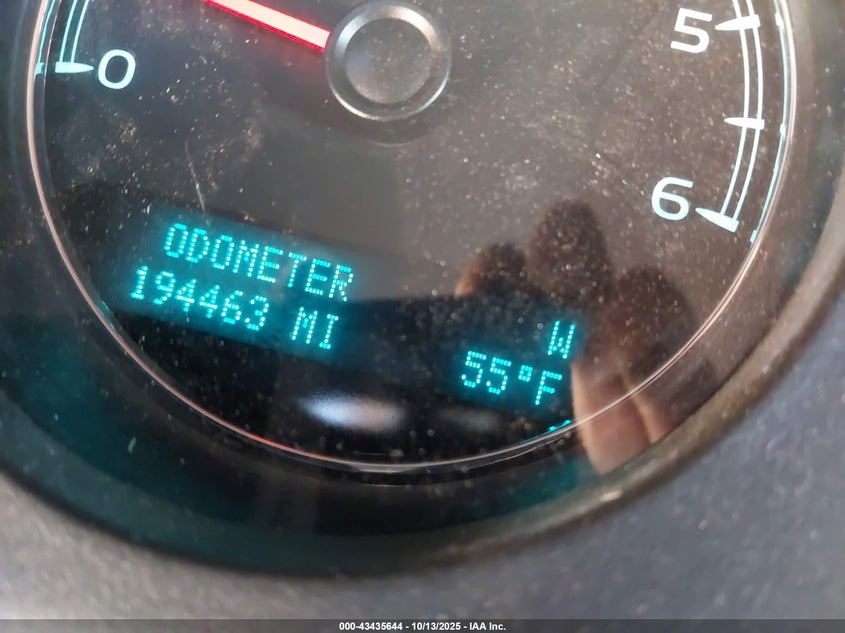 0
5
6
ODOMETER
194463 MI
W
55°F
000-43435644 - 10/13/2025 - IAA Inc.